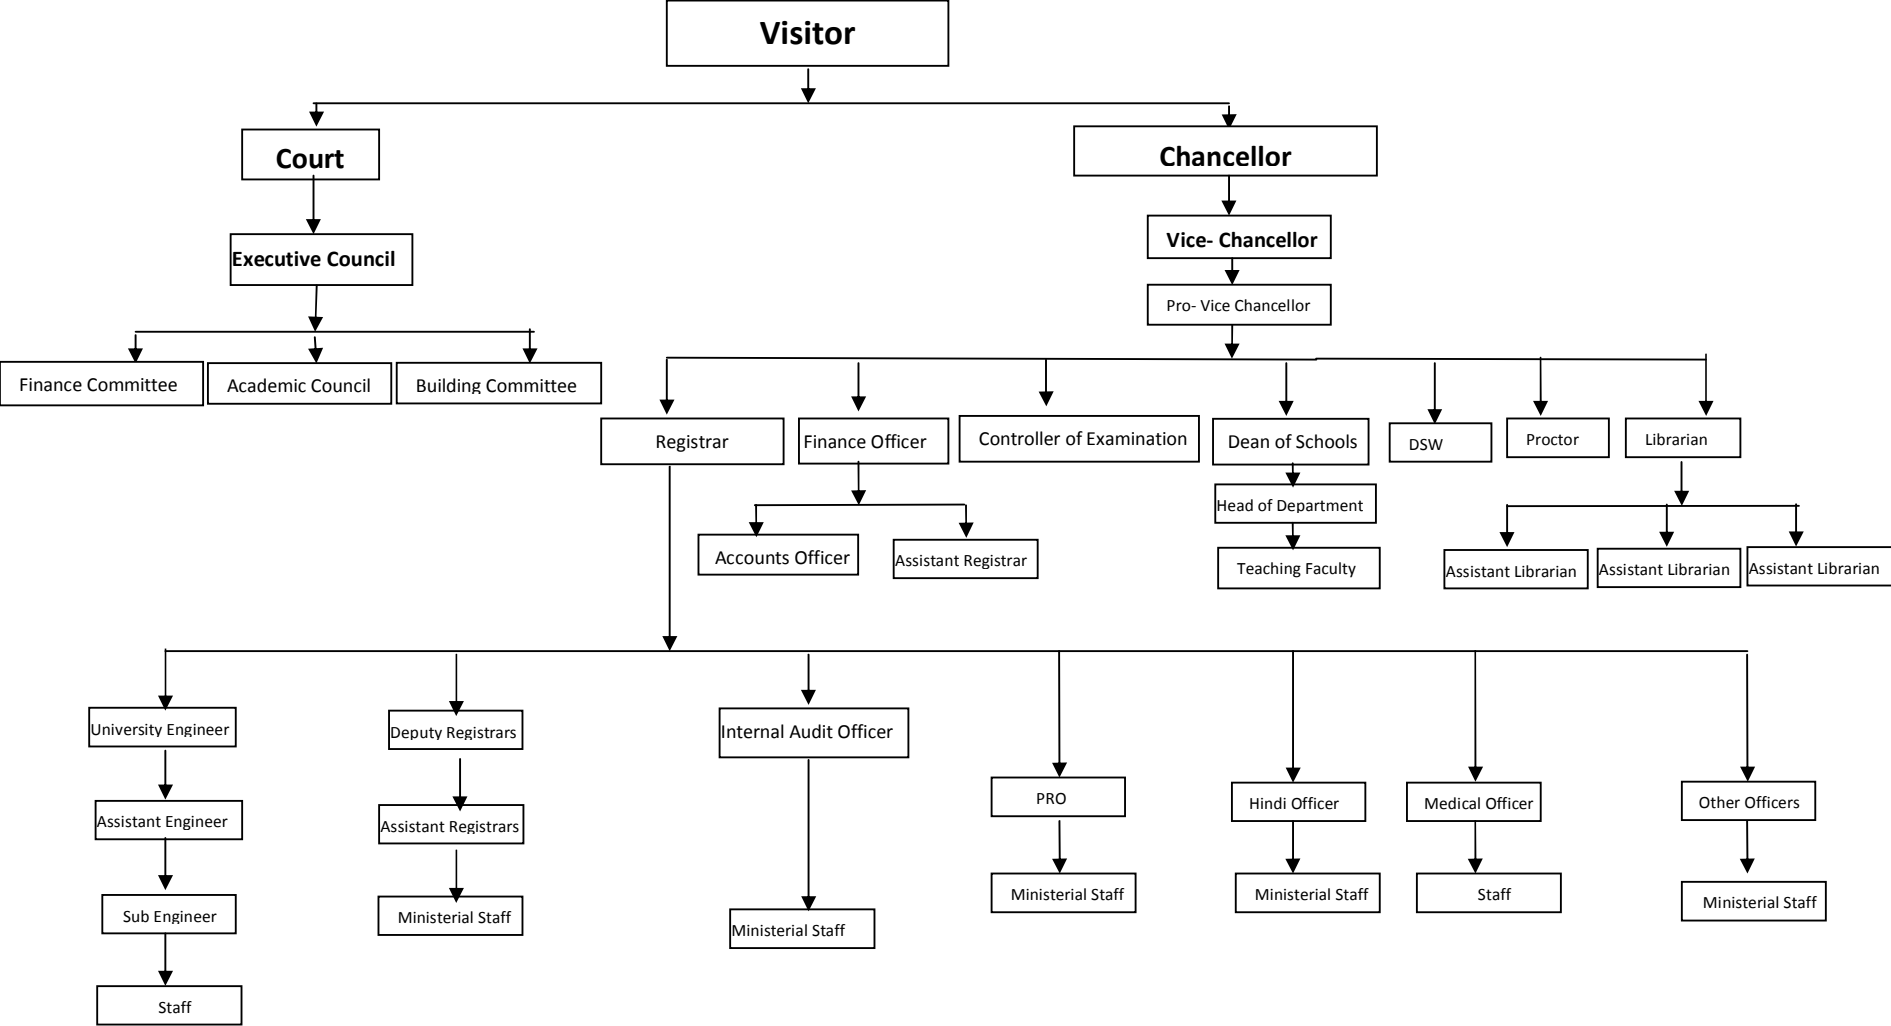 Visitor
Court
Chancellor
Executive Council
Vice- Chancellor
Pro- Vice Chancellor
Finance Committee
Academic Council
Building Committee
Registrar
Finance Officer
Controller of Examination
Dean of Schools
DSW
Proctor
Librarian
Head of Department
Accounts Officer
Assistant Registrar
Teaching Faculty
Assistant Librarian
Assistant Librarian
Assistant Librarian
University Engineer
Deputy Registrars
Internal Audit Officer
PRO
Hindi Officer
Medical Officer
Other Officers
Assistant Engineer
Assistant Registrars
Ministerial Staff
Ministerial Staff
Staff
Ministerial Staff
Sub Engineer
Ministerial Staff
Ministerial Staff
Staff